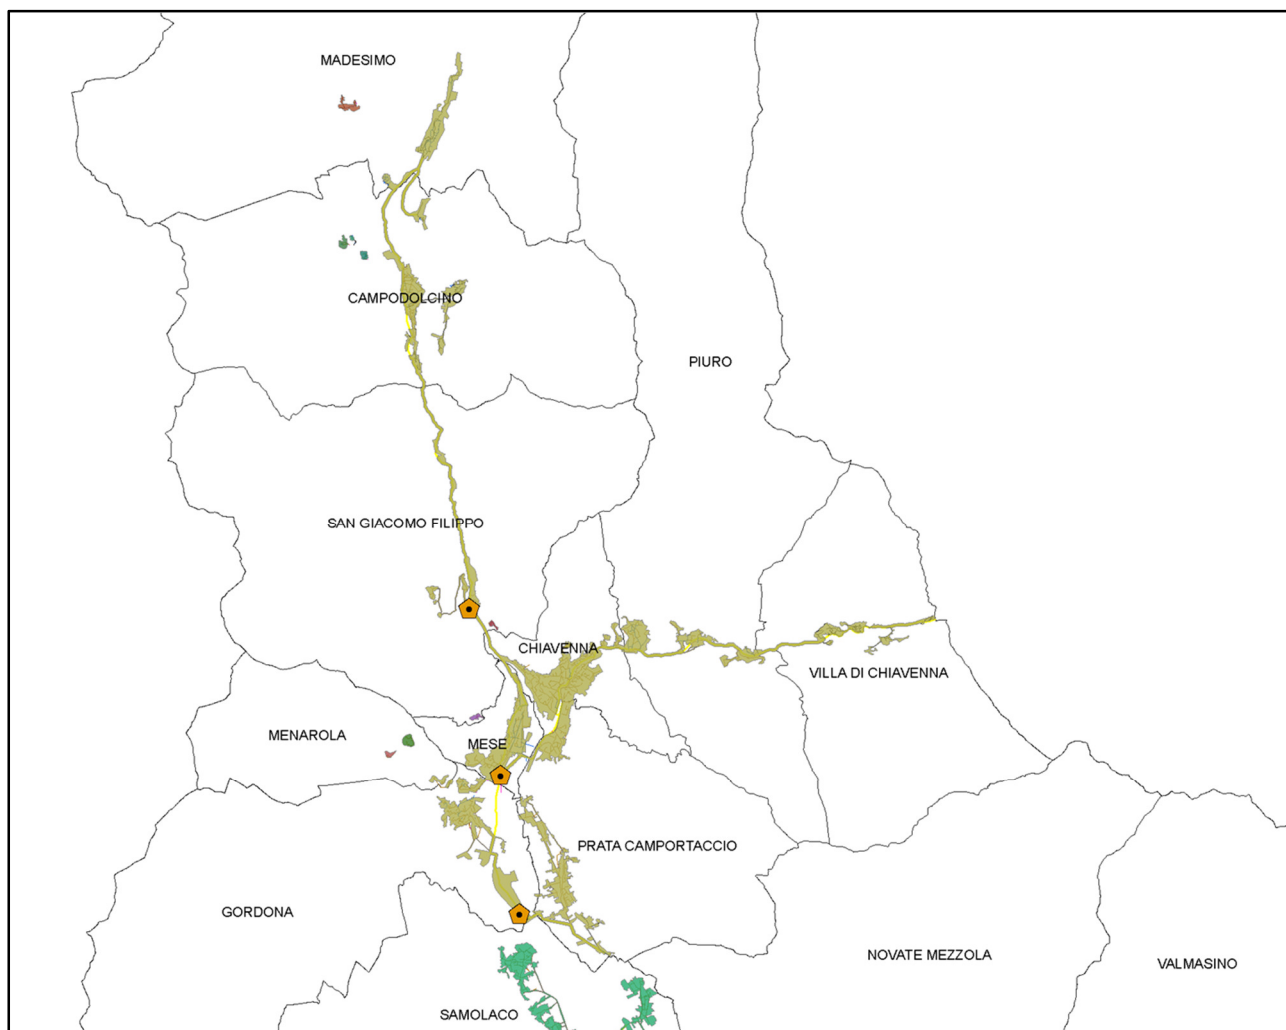 MADESIMO
CAMPODOLCINO
PIURO
SAN GIACOMO FILIPPO
CHIAVENNA
VILLA DI CHIAVENNA
MENAROLA
MESE
PRATA CAMPORTACCIO
GORDONA
NOVATE MEZZOLA
VALMASINO
SAMOLACO